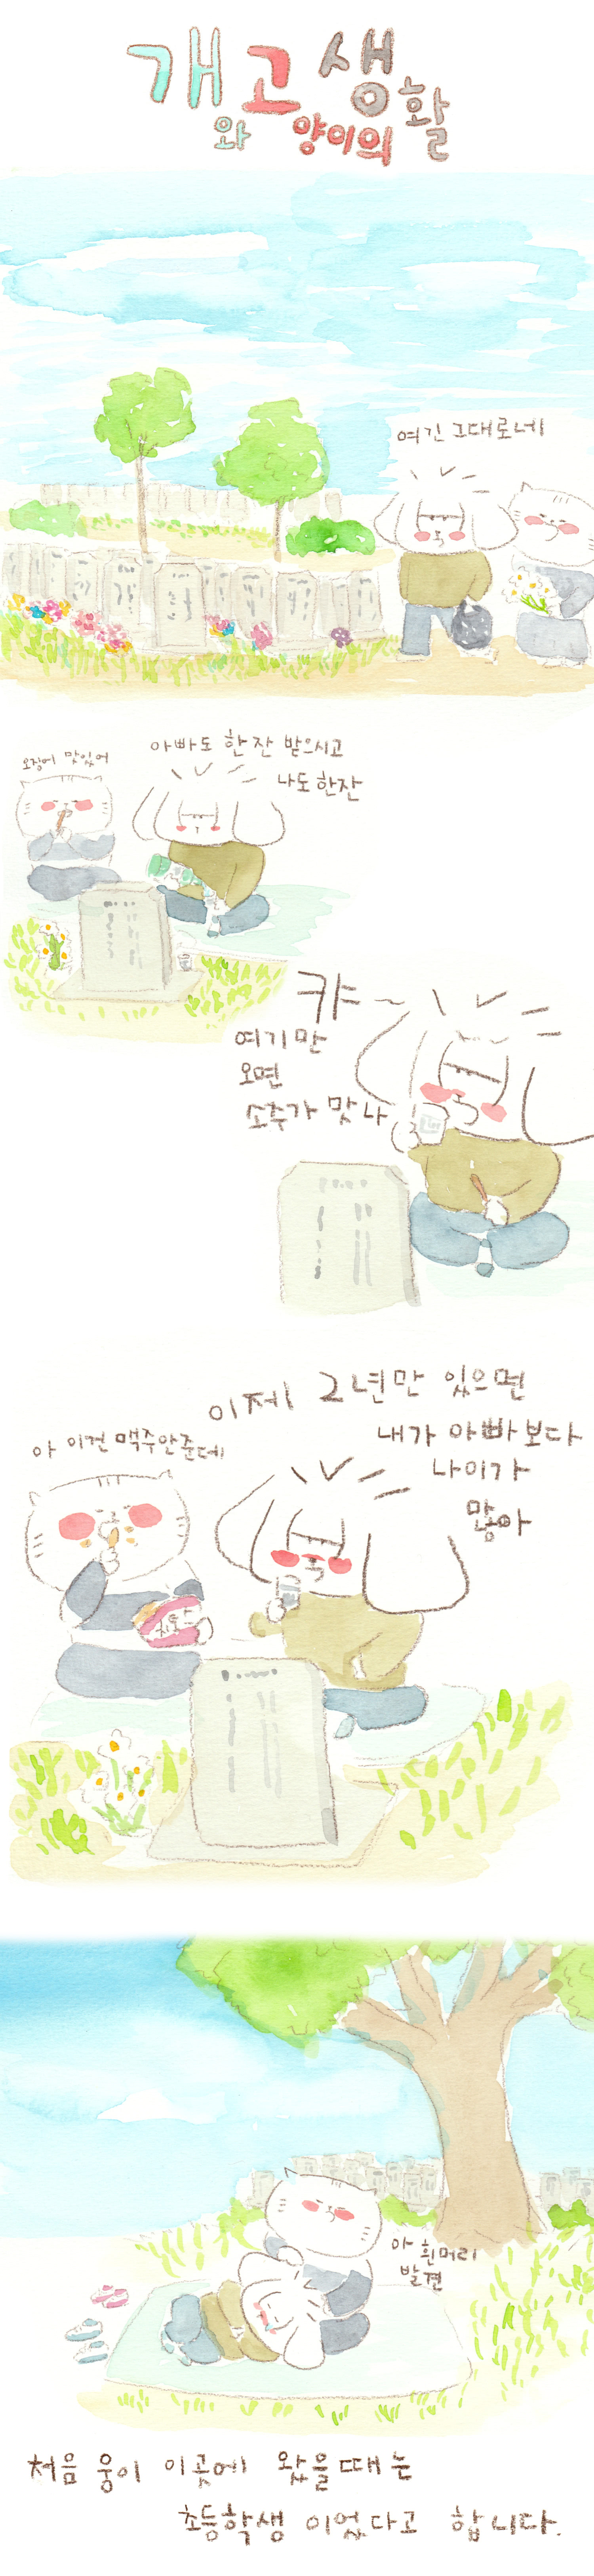 개고생활
와 양이의
여긴 그대로네
오징어 맛있어
아빠도 한잔 받으시고
나도 한잔
캬~
여기만
오면
소주가 맛나
이제 2년만 있으면
내가 아빠보다
나이가
많아
아 이건 맥주안준데
아 흰머리
발견
처음 웅이 이곳에 왔을때는
초등학생 이었다고 합니다.